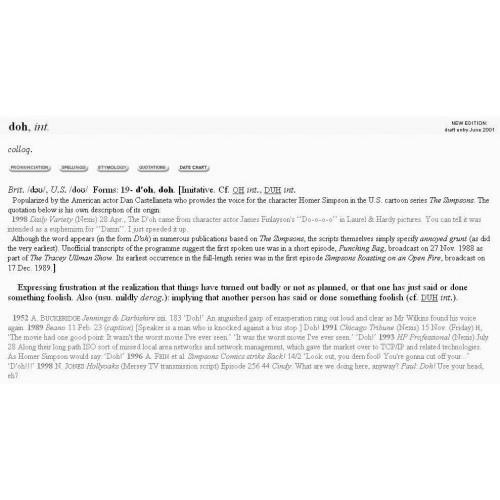 doh, int.
NEW EDITION:
draft entry June 2001
colloq.
PRONUNCIATION SPELLINGS ETYMOLOGY QUOTATIONS DATE CHART
Brit. /dəʊ/, U.S. /doʊ/ Forms: 19- d'oh, doh. [Imitative. Cf. OH int., DUH int.
Popularized by the American actor Dan Castellaneta who provides the voice for the character Homer Simpson in the U.S. cartoon series The Simpsons. The
quotation below is his own description of its origin:
1998 Daily Variety (Nexis) 28 Apr., The D'oh came from character actor James Finlayson's “Do-o-o-o” in Laurel & Hardy pictures. You can tell it was
intended as a euphemism for “Damn”. I just speeded it up.
Although the word appears (in the form D'oh) in numerous publications based on The Simpsons, the scripts themselves simply specify annoyed grunt (as did
the very earliest). Unofficial transcripts of the programme suggest the first spoken use was in a short episode, Punching Bag, broadcast on 27 Nov. 1988 as
part of The Tracey Ullman Show. Its earliest occurrence in the full-length series was in the first episode Simpsons Roasting on an Open Fire, broadcast on
17 Dec. 1989.]
Expressing frustration at the realization that things have turned out badly or not as planned, or that one has just said or done
something foolish. Also (usu. mildly derog.): implying that another person has said or done something foolish (cf. DUH int.).
1952 A. BUCKERIDGE Jennings & Darbishire xii. 183 ‘Doh!’ An anguished gasp of exasperation rang out loud and clear as Mr Wilkins found his voice
again. 1989 Beano 11 Feb. 23 (caption) [Speaker is a man who is knocked against a bus stop.] Doh! 1991 Chicago Tribune (Nexis) 15 Nov. (Friday) H,
‘The movie had one good point: It wasn't the worst movie I've ever seen.’ ‘It was the worst movie I've ever seen.’ ‘Doh!’ 1993 HP Professional (Nexis) July
28 Along their long path ISO sort of missed local area networks and network management, which gave the market over to TCP/IP and related technologies.
As Homer Simpson would say: ‘Doh!’ 1996 A. FEIN et al. Simpsons Comics strike Back! 14/2 ‘Look out, you dern fool! You're gonna cut off your...’
‘D'oh!!!’ 1998 N. JONES Hollyoaks (Mersey TV transcription script) Episode 256 44 Cindy. What are we doing here, anyway? Paul: Doh! Use your head,
eh?